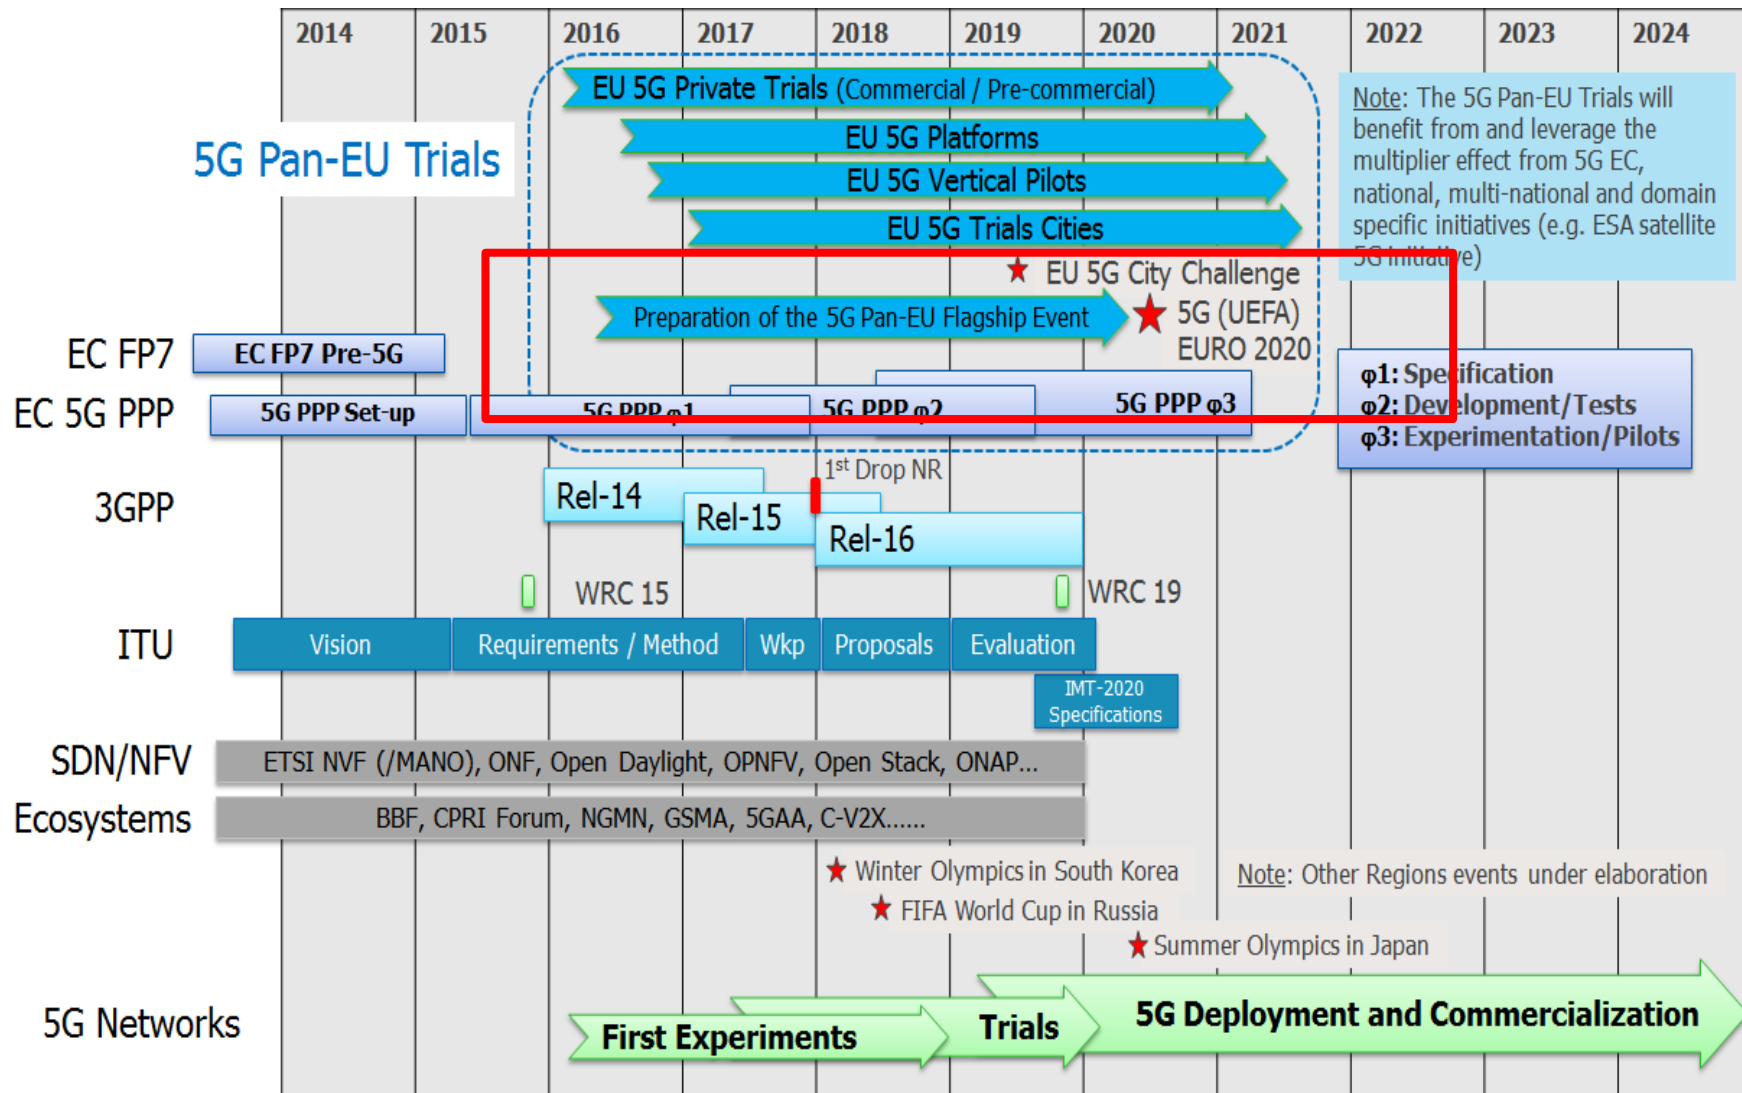 2014 2015 2016 2017 2018 2019 2020 2021 2022 2023 2024
EU 5G Private Trials (Commercial / Pre-commercial)
5G Pan-EU Trials
EU 5G Platforms
EU 5G Vertical Pilots
EU 5G Trials Cities
Note: The 5G Pan-EU Trials will
benefit from and leverage the
multiplier effect from 5G EC,
national, multi-national and domain
specific initiatives (e.g. ESA satellite
5G initiative)
EU 5G City Challenge
Preparation of the 5G Pan-EU Flagship Event
5G (UEFA)
EURO 2020
EC FP7
EC FP7 Pre-5G
EC 5G PPP
5G PPP Set-up
5G PPP φ1
5G PPP φ2
5G PPP φ3
φ1: Specification
φ2: Development/Tests
φ3: Experimentation/Pilots
1st Drop NR
3GPP
Rel-14
Rel-15
Rel-16
WRC 15
WRC 19
ITU
Vision
Requirements / Method
Wkp
Proposals
Evaluation
IMT-2020
Specifications
SDN/NFV
ETSI NVF (/MANO), ONF, Open Daylight, OPNFV, Open Stack, ONAP...
Ecosystems
BBF, CPRI Forum, NGMN, GSMA, 5GAA, C-V2X......
Winter Olympics in South Korea
Note: Other Regions events under elaboration
FIFA World Cup in Russia
Summer Olympics in Japan
5G Networks
First Experiments
Trials
5G Deployment and Commercialization